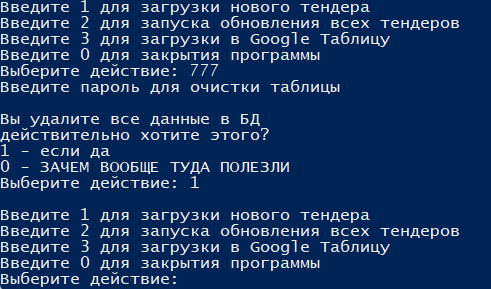 Введите 1 для загрузки нового тендера
Введите 2 для запуска обновления всех тендеров
Введите 3 для загрузки в Google Таблицу
Введите 0 для закрытия программы
Выберите действие: 777
Введите пароль для очистки таблицы
Вы удалите все данные в БД
действительно хотите этого?
1 - если да
0 - ЗАЧЕМ ВООБЩЕ ТУДА ПОЛЕЗЛИ
Выберите действие: 1
Введите 1 для загрузки нового тендера
Введите 2 для запуска обновления всех тендеров
Введите 3 для загрузки в Google Таблицу
Введите 0 для закрытия программы
Выберите действие: